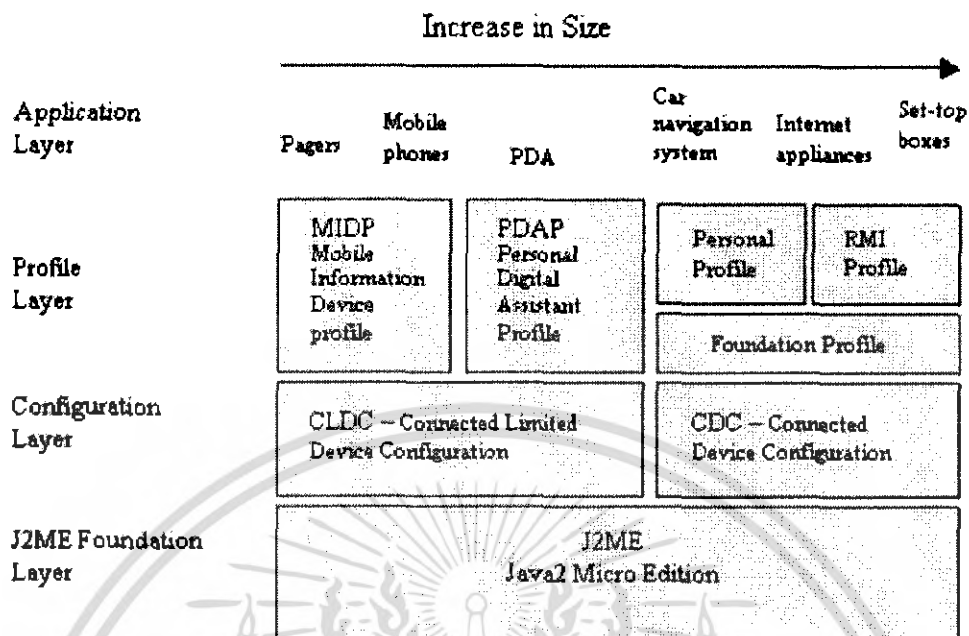 Increase in Size
Application
Layer
Pagers
Mobile
phones
PDA
Car
navigation
system
Internet
appliances
Set-top
boxes
Profile
Layer
MIDP
Mobile
Information
Device
profile
PDAP
Personal
Digital
Assistant
Profile
Personal
Profile
RMI
Profile
Foundation Profile
Configuration
Layer
CLDC – Connected Limited
Device Configuration
CDC – Connected
Device Configuration
J2ME Foundation
Layer
J2ME
Java2 Micro Edition